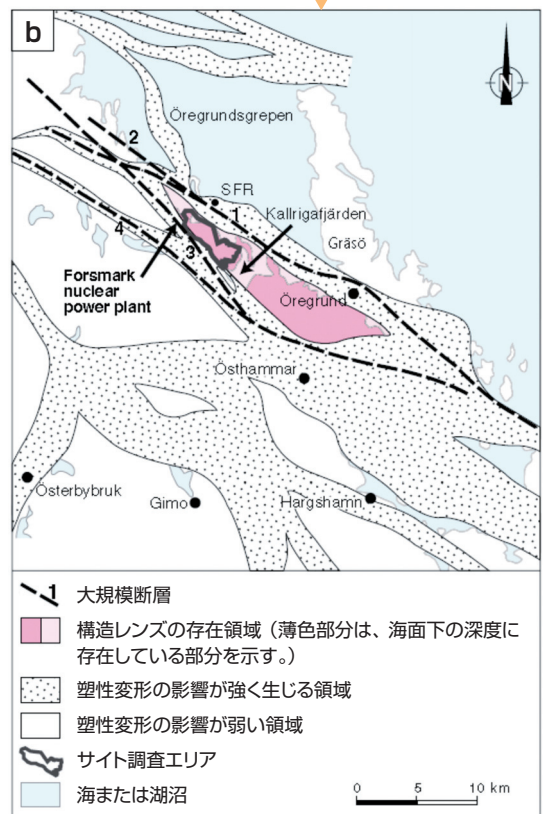 b
N
Öregrundsgrepen
2
SFR
1
Kallrigafjärden
Gräsö
4
3
Forsmark
nuclear
power plant
Öregrund
Östhammar
Österbybruk
Gimo
Hargshamn
1 大規模断層
構造レンズの存在領域（薄色部分は、海面下の深度に
存在している部分を示す。）
塑性変形の影響が強く生じる領域
塑性変形の影響が弱い領域
サイト調査エリア
海または湖沼
0 5 10 km